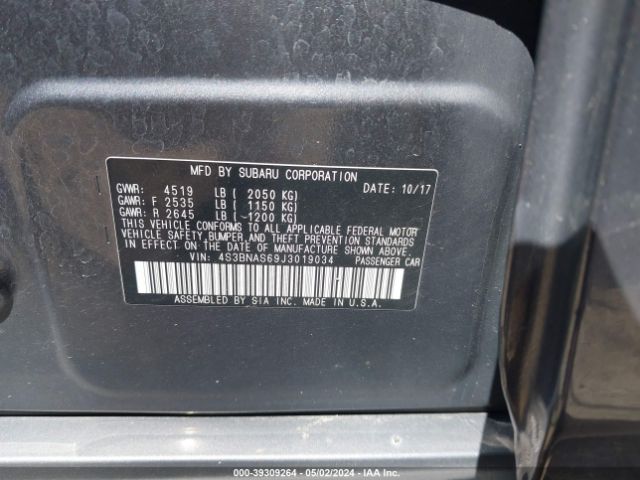 MFD BY SUBARU CORPORATION
GVWR: 4519 LB ( 2050 KG) DATE: 10/17
GAWR: F 2535 LB ( 1150 KG)
GAWR: R 2645 LB ( 1200 KG)
THIS VEHICLE CONFORMS TO ALL APPLICABLE FEDERAL MOTOR
VEHICLE SAFETY, BUMPER, AND THEFT PREVENTION STANDARDS
IN EFFECT ON THE DATE OF MANUFACTURE SHOWN ABOVE.
VIN: 4S3BNAS69J3019034 PASSENGER CAR
ASSEMBLED BY SIA INC. MADE IN U.S.A.
000-39309264 - 05/02/2024 - IAA Inc.